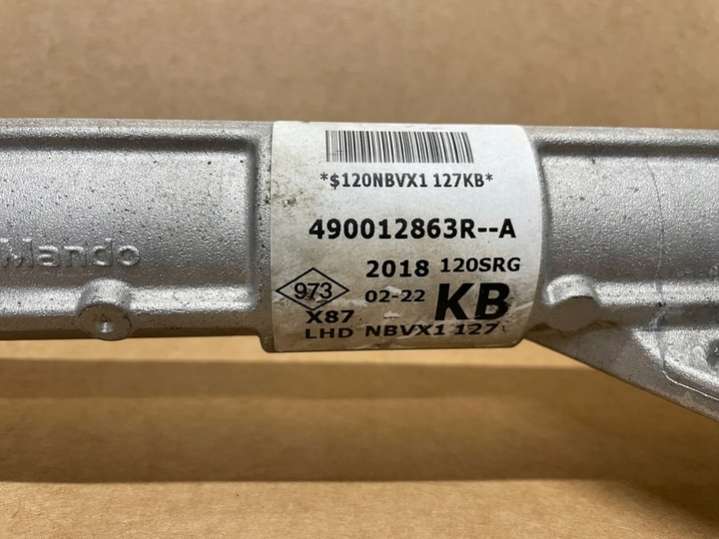 *$120NBVX1 127KB*
490012863R--A
Mando
2018 120SRG
973 02-22 KB
X87
LHD NBVX1 127